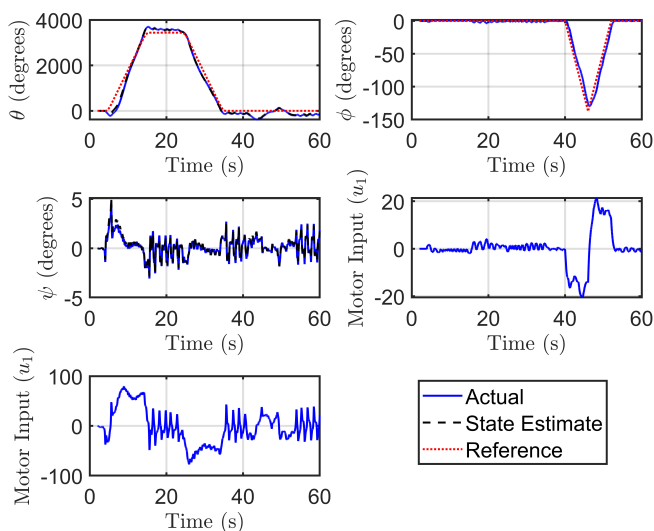 θ (degrees)
4000
2000
0
0 20 40 60
Time (s)
ϕ (degrees)
0
-50
-100
-150
0 20 40 60
Time (s)
ψ (degrees)
5
0
-5
0 20 40 60
Time (s)
Motor Input (u₁)
20
0
-20
0 20 40 60
Time (s)
Motor Input (u₁)
100
0
-100
0 20 40 60
Time (s)
Actual
State Estimate
Reference